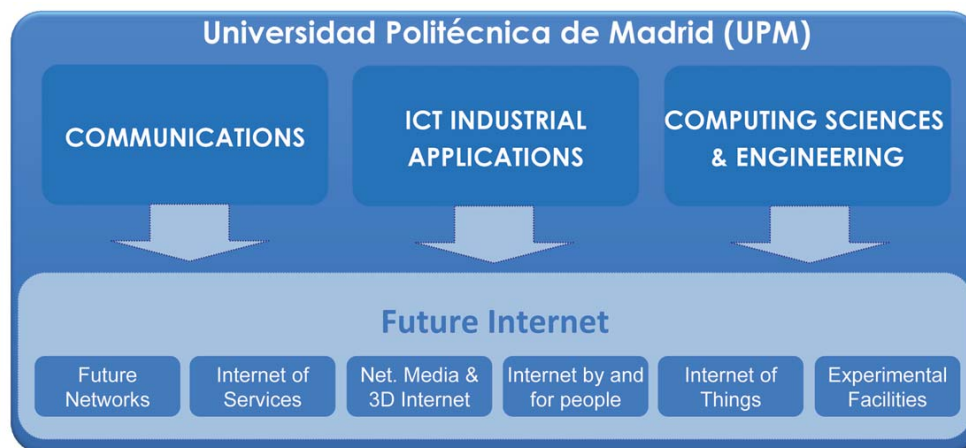 Universidad Politécnica de Madrid (UPM)
COMMUNICATIONS
ICT INDUSTRIAL
APPLICATIONS
COMPUTING SCIENCES
& ENGINEERING
Future Internet
Future
Networks
Internet of
Services
Net. Media &
3D Internet
Internet by and
for people
Internet of
Things
Experimental
Facilities